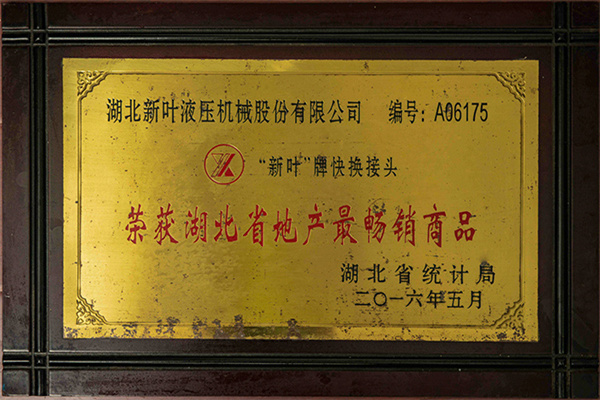 湖北新叶液压机械股份有限公司 编号：A06175
“新叶”牌快换接头
荣获湖北省地产最畅销商品
湖北省统计局
二〇一六年五月